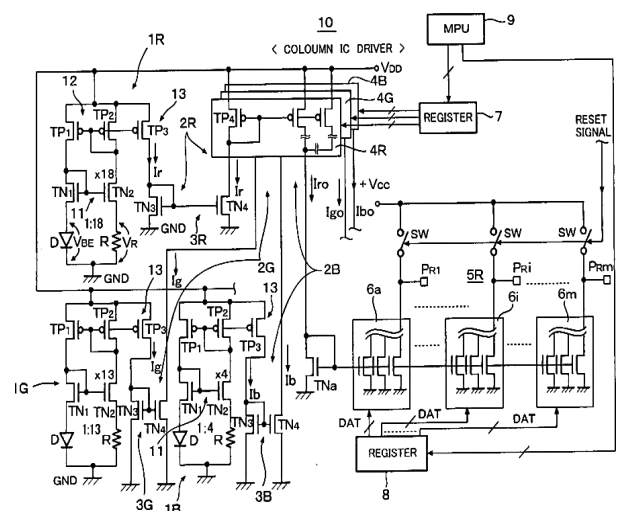 10
< COLOUMN IC DRIVER >
MPU
9
1R
VDD
4B
4G
12
13
TP1
TP2
TP3
2R
TP4
4R
REGISTER
7
RESET
SIGNAL
Ir
Ir
x18
TN1
TN2
11
1:18
TN3
GND
TN4
3R
Iro
Igo
Ibo
+Vcc
D
VBE
R
VR
GND
SW
SW
SW
2G
2B
PR1
5R
PRi
PRm
Ig
13
13
6a
6i
6m
TP1
TP2
TP3
TP1
TP2
TP3
Ig
Ib
Ib
TNa
1G
x13
x4
TN1
TN2
TN3
TN4
TN1
TN2
TN3
TN4
1:13
11
1:4
D
R
D
R
DAT
DAT
DAT
GND
3G
1B
3B
REGISTER
8